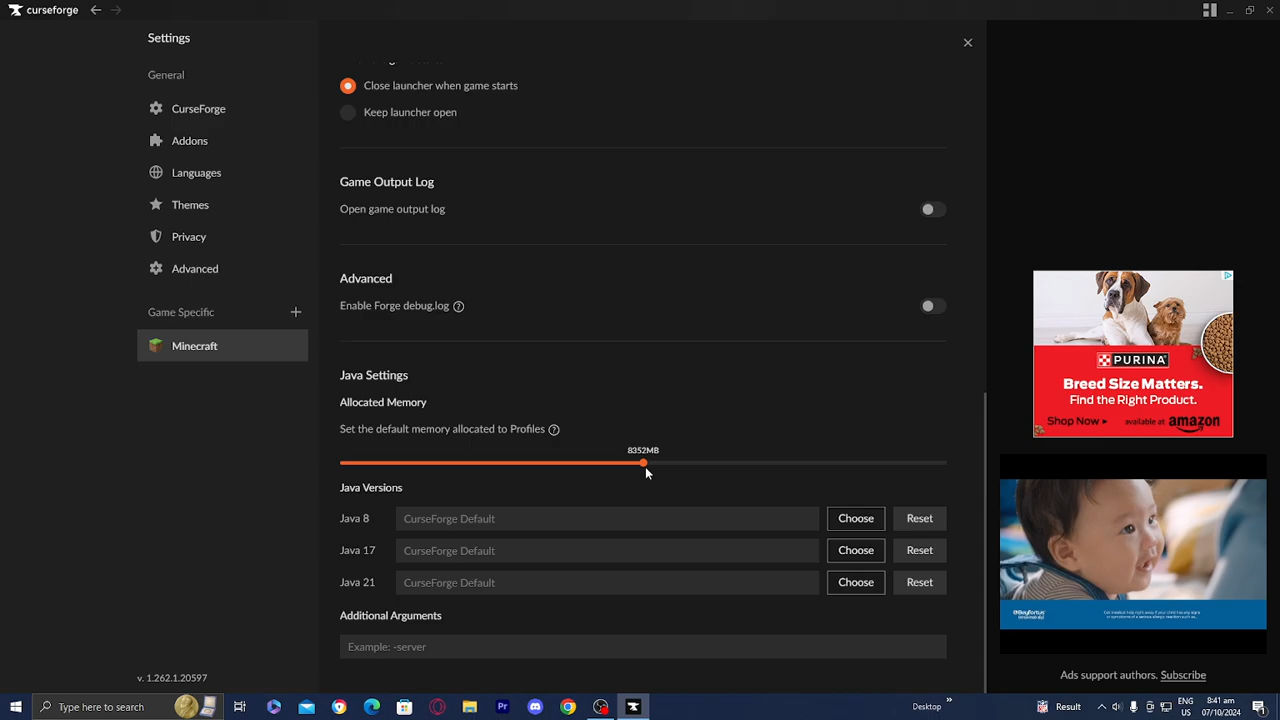 curseforge
Settings
General
CurseForge
Addons
Languages
Themes
Privacy
Advanced
Game Specific
Minecraft
v. 1.262.1.20597
Close launcher when game starts
Keep launcher open
Game Output Log
Open game output log
Advanced
Enable Forge debug.log
Java Settings
Allocated Memory
Set the default memory allocated to Profiles
8352MB
Java Versions
Java 8 CurseForge Default Choose Reset
Java 17 CurseForge Default Choose Reset
Java 21 CurseForge Default Choose Reset
Additional Arguments
Example: -server
PURINA
Breed Size Matters.
Find the Right Product.
Shop Now available at amazon
Ads support authors. Subscribe
Type here to search
Desktop
Result
ENG
US
8:41 am
07/10/2024